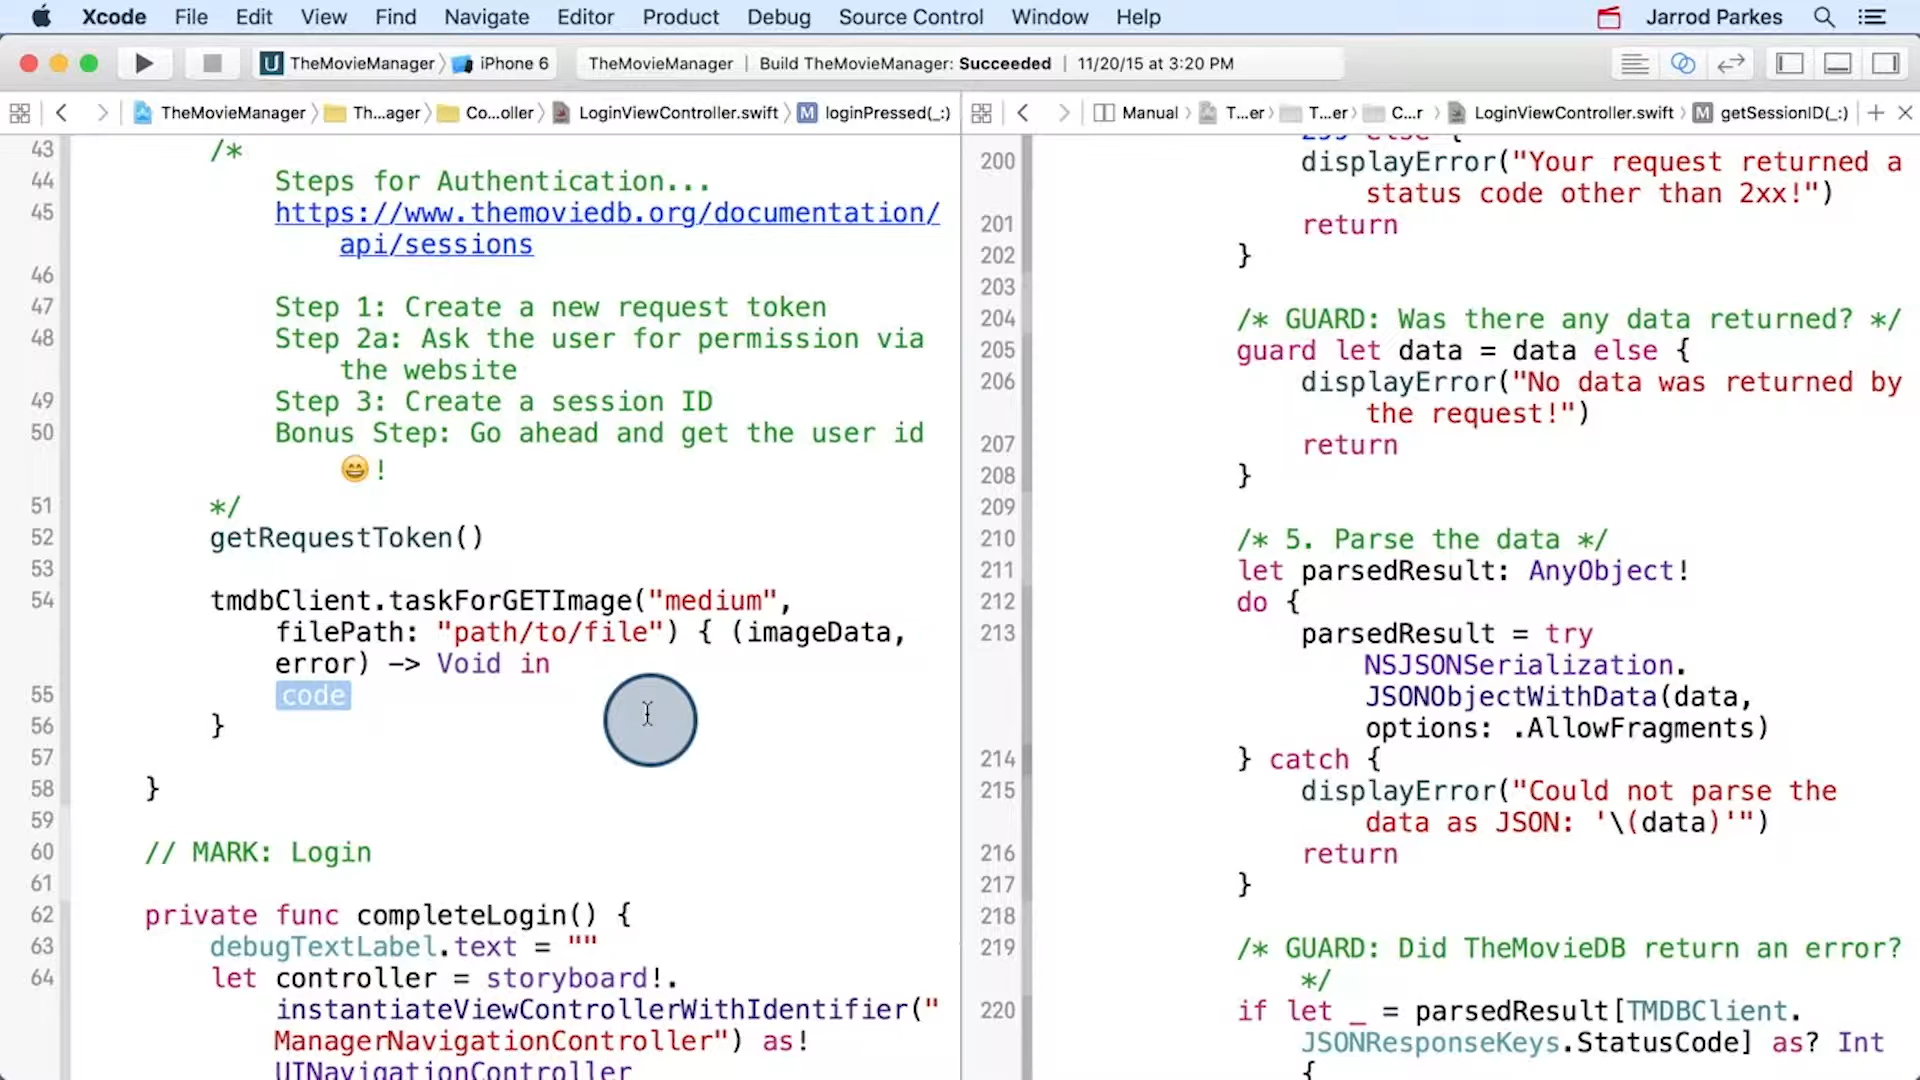 Xcode File Edit View Find Navigate Editor Product Debug Source Control Window Help Jarrod Parkes
TheMovieManager iPhone 6 TheMovieManager | Build TheMovieManager: Succeeded | 11/20/15 at 3:20 PM
TheMovieManager Th...ager Co...oller LoginViewController.swift M loginPressed(_:)
43 /*
44 Steps for Authentication...
45 https://www.themoviedb.org/documentation/
api/sessions
46
47 Step 1: Create a new request token
48 Step 2a: Ask the user for permission via
the website
49 Step 3: Create a session ID
50 Bonus Step: Go ahead and get the user id
😄!
51 */
52 getRequestToken()
53
54 tmdbClient.taskForGETImage("medium",
filePath: "path/to/file") { (imageData,
error) -> Void in
55 code
56 }
57
58 }
59
60 // MARK: Login
61
62 private func completeLogin() {
63 debugTextLabel.text = ""
64 let controller = storyboard!.
instantiateViewControllerWithIdentifier("
ManagerNavigationController") as!
UINavigationController
Manual T...er T...er C...r LoginViewController.swift M getSessionID(_:)
299 else {
200 displayError("Your request returned a
status code other than 2xx!")
201 return
202 }
203
204 /* GUARD: Was there any data returned? */
205 guard let data = data else {
206 displayError("No data was returned by
the request!")
207 return
208 }
209
210 /* 5. Parse the data */
211 let parsedResult: AnyObject!
212 do {
213 parsedResult = try
NSJSONSerialization.
JSONObjectWithData(data,
options: .AllowFragments)
214 } catch {
215 displayError("Could not parse the
data as JSON: '\(data)'")
216 return
217 }
218
219 /* GUARD: Did TheMovieDB return an error?
*/
220 if let _ = parsedResult[TMDBClient.
JSONResponseKeys.StatusCode] as? Int
{